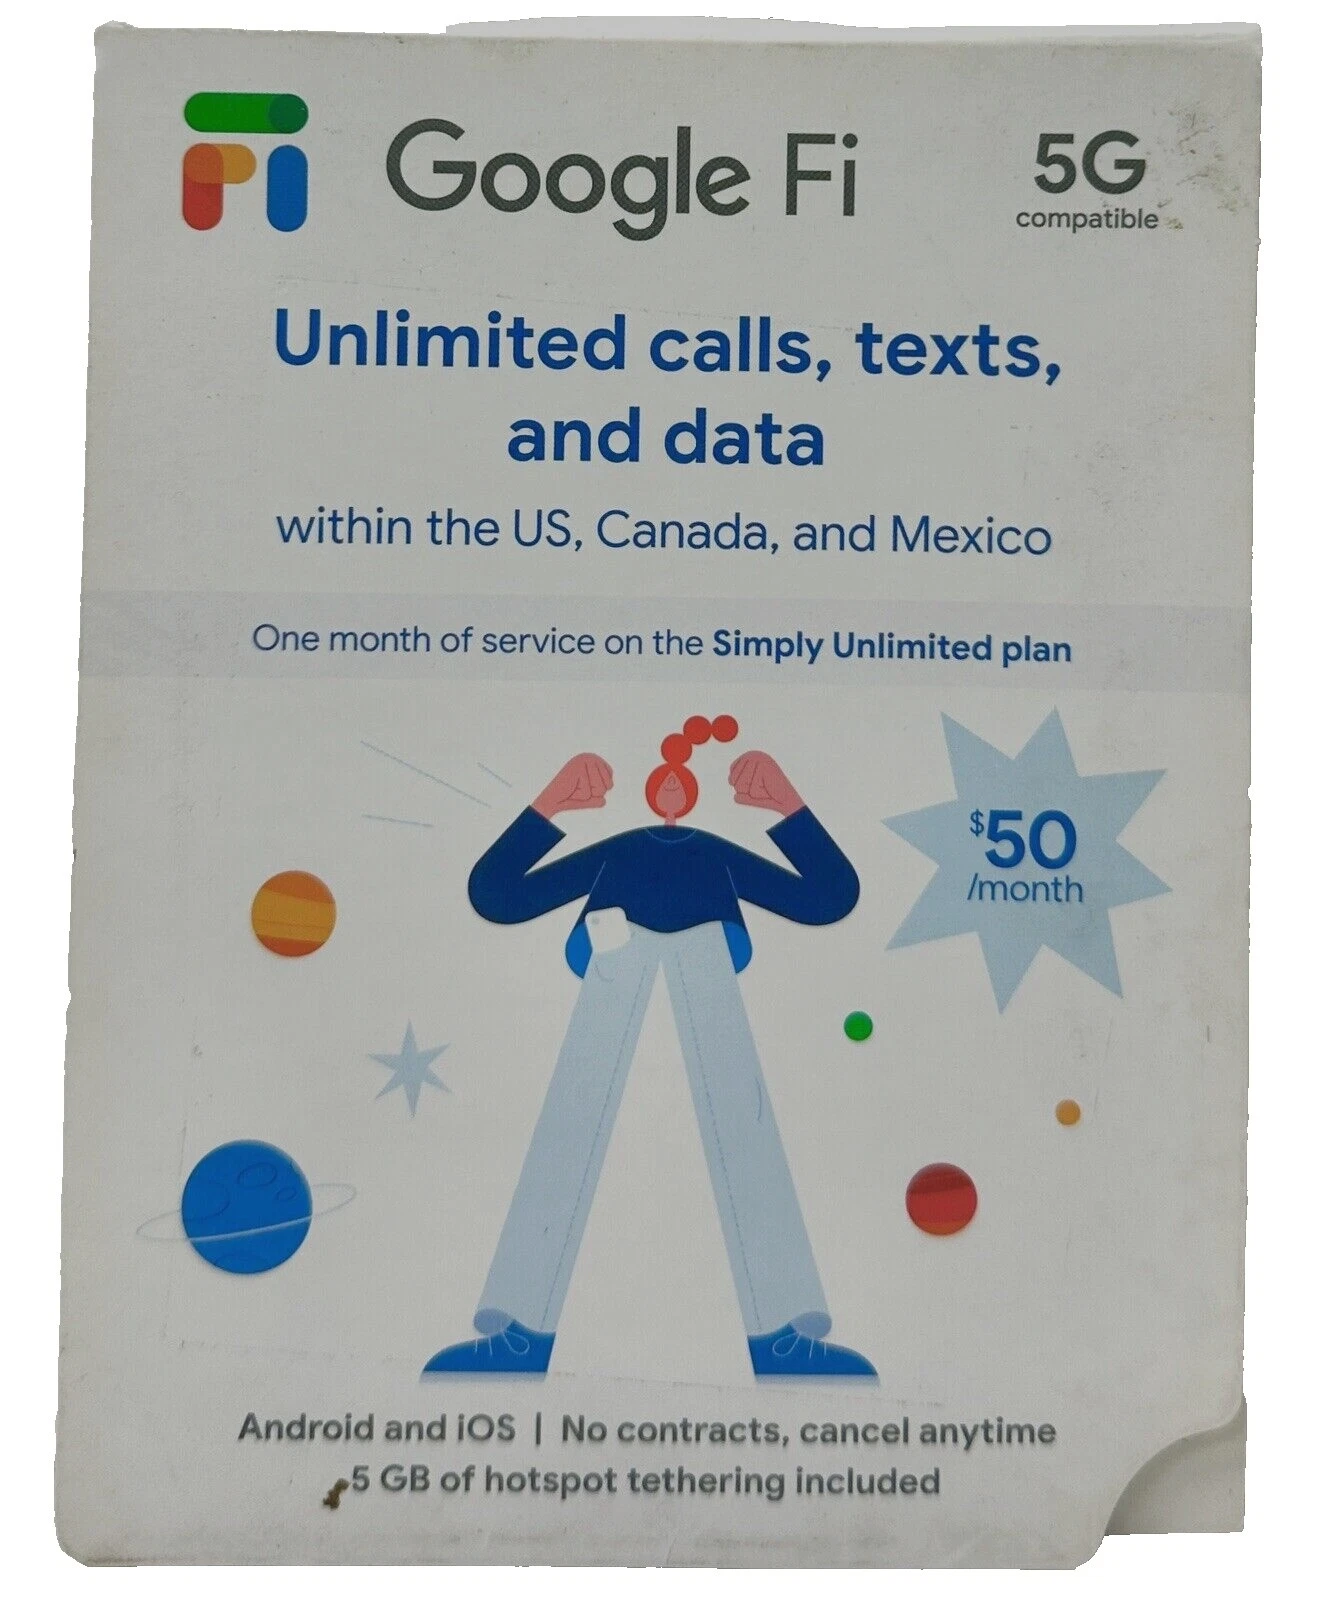 Fi Google Fi
5G
compatible
Unlimited calls, texts,
and data
within the US, Canada, and Mexico
One month of service on the Simply Unlimited plan
$50
/month
Android and iOS | No contracts, cancel anytime
5 GB of hotspot tethering included